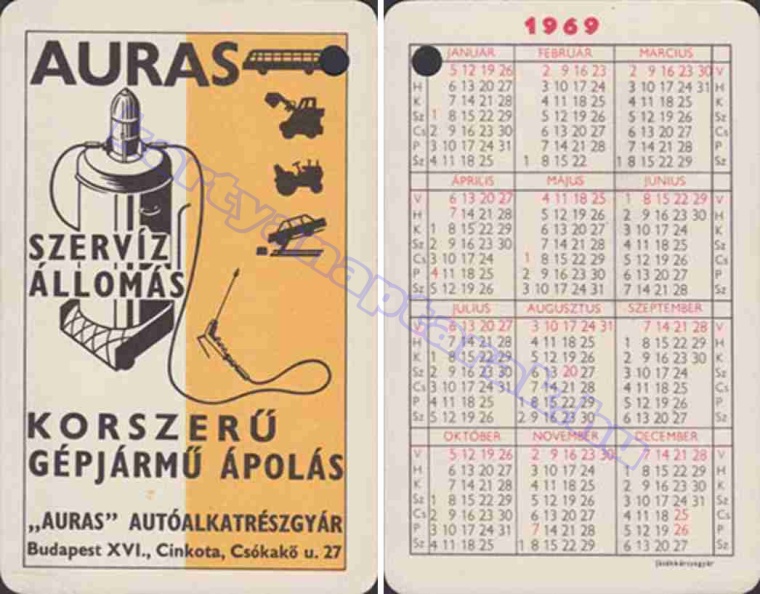 AURAS
SZERVÍZ
ÁLLOMÁS
KORSZERŰ
GÉPJÁRMŰ ÁPOLÁS
„AURAS” AUTÓALKATRÉSZGYÁR
Budapest XVI., Cinkota, Csókakő u. 27
1969
JANUÁR FEBRUÁR MÁRCIUS
5 12 19 26 2 9 16 23 2 9 16 23 30 V
H 6 13 20 27 3 10 17 24 3 10 17 24 31 H
K 7 14 21 28 4 11 18 25 4 11 18 25 K
Sz 1 8 15 22 29 5 12 19 26 5 12 19 26 Sz
Cs 2 9 16 23 30 6 13 20 27 6 13 20 27 Cs
P 3 10 17 24 31 7 14 21 28 7 14 21 28 P
Sz 4 11 18 25 1 8 15 22 1 8 15 22 29 Sz
ÁPRILIS MÁJUS JÚNIUS
V 6 13 20 27 4 11 18 25 1 8 15 22 29 V
H 7 14 21 28 5 12 19 26 2 9 16 23 30 H
K 1 8 15 22 29 6 13 20 27 3 10 17 24 K
Sz 2 9 16 23 30 7 14 21 28 4 11 18 25 Sz
Cs 3 10 17 24 1 8 15 22 29 5 12 19 26 Cs
P 4 11 18 25 2 9 16 23 30 6 13 20 27 P
Sz 5 12 19 26 3 10 17 24 31 7 14 21 28 Sz
JÚLIUS AUGUSZTUS SZEPTEMBER
V 6 13 20 27 3 10 17 24 31 7 14 21 28 V
H 7 14 21 28 4 11 18 25 1 8 15 22 29 H
K 1 8 15 22 29 5 12 19 26 2 9 16 23 30 K
Sz 2 9 16 23 30 6 13 20 27 3 10 17 24 Sz
Cs 3 10 17 24 31 7 14 21 28 4 11 18 25 Cs
P 4 11 18 25 1 8 15 22 29 5 12 19 26 P
Sz 5 12 19 26 2 9 16 23 30 6 13 20 27 Sz
OKTÓBER NOVEMBER DECEMBER
V 5 12 19 26 2 9 16 23 30 7 14 21 28 V
H 6 13 20 27 3 10 17 24 1 8 15 22 29 H
K 7 14 21 28 4 11 18 25 2 9 16 23 30 K
Sz 1 8 15 22 29 5 12 19 26 3 10 17 24 31 Sz
Cs 2 9 16 23 30 6 13 20 27 4 11 18 25 Cs
P 3 10 17 24 31 7 14 21 28 5 12 19 26 P
Sz 4 11 18 25 1 8 15 22 29 6 13 20 27 Sz
Játékkártyagyár